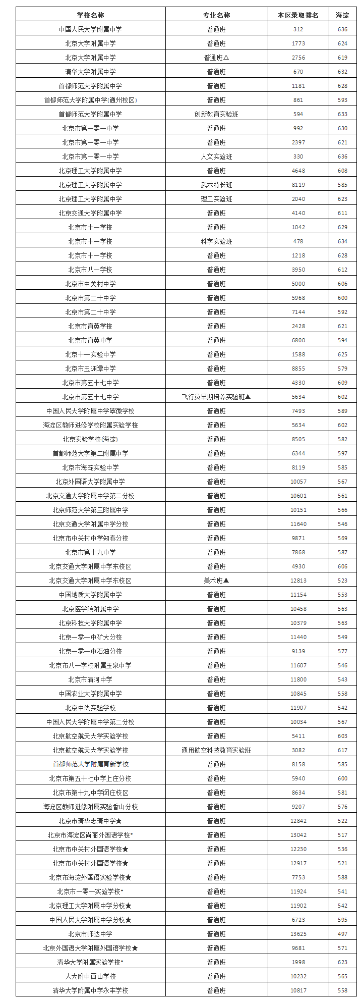 学校名称 专业名称 本区录取排名 海淀
中国人民大学附属中学 普通班 312 636
北京大学附属中学 普通班 1773 624
北京大学附属中学 普通班△ 2756 619
清华大学附属中学 普通班 670 632
首都师范大学附属中学 普通班 1181 628
首都师范大学附属中学(通州校区) 普通班 861 593
首都师范大学附属中学 创新教育实验班 594 633
北京市第一零一中学 普通班 992 630
北京市第一零一中学 普通班 2397 621
北京市第一零一中学 人文实验班 330 636
北京理工大学附属中学 普通班 4648 608
北京理工大学附属中学 武术特长班 8119 585
北京理工大学附属中学 理工实验班 2040 623
北京交通大学附属中学 普通班 4140 611
北京市十一学校 普通班 1042 629
北京市十一学校 科学实验班 478 634
北京市十一学校 普通班 1218 628
北京市八一学校 普通班 3950 612
北京市中关村中学 普通班 5000 606
北京市第二十中学 普通班 5968 600
北京市第二十中学 普通班 7144 592
北京市育英学校 普通班 2428 621
北京市育英中学 普通班 6800 594
北京十一实验中学 普通班 1588 625
北京市玉渊潭中学 普通班 8855 579
北京市第五十七中学 普通班 4330 609
北京市第五十七中学 飞行员早期培养实验班▲ 5634 602
中国人民大学附属中学翠微学校 普通班 7493 589
海淀区教师进修学校附属实验学校 普通班 5634 602
北京实验学校(海淀) 普通班 8505 582
首都师范大学第二附属中学 普通班 6344 597
北京市海淀实验中学 普通班 8119 585
北京外国语大学附属中学 普通班 10057 567
北京交通大学附属中学第二分校 普通班 10601 561
北京师范大学第三附属中学 普通班 10151 566
北京交通大学附属中学分校 普通班 11640 546
北京市中关村中学知春分校 普通班 9871 569
北京市第十九中学 普通班 7868 587
北京交通大学附属中学东校区 普通班 4930 606
北京交通大学附属中学东校区 美术班▲ 12813 523
中国地质大学附属中学 普通班 11154 553
北京医学院附属中学 普通班 10458 563
北京科技大学附属中学 普通班 10379 563
北京一零一中矿大分校 普通班 11440 549
北京一零一中石油分校 普通班 9139 577
北京市八一学校附属玉泉中学 普通班 11607 546
北京市清河中学 普通班 11800 543
中国农业大学附属中学 普通班 10845 558
北京中法实验学校 普通班 11907 542
中国人民大学附属中学第二分校 普通班 10034 567
北京航空航天大学实验学校 普通班 5411 603
北京航空航天大学实验学校 通用航空科技教育实验班 3082 617
首都师范大学附属育新学校 普通班 8158 585
北京市第五十七中学上庄分校 普通班 5940 600
北京市第十九中学闵庄校区 普通班 8634 581
海淀区教师进修附属实验香山分校 普通班 9207 576
北京市清华志清中学★ 普通班 12842 522
北京市海淀区尚丽外国语学校* 普通班 13042 517
北京市中关村外国语学校★ 普通班 12230 536
北京市中关村外国语学校★ 普通班 12917 521
北京市海淀外国语实验学校★ 普通班 7753 588
北京市一零一实验学校* 普通班 11924 541
北京理工大学附属中学分校★ 普通班 11902 542
中国人民大学附属中学分校★ 普通班 6723 595
北京市师达中学 普通班 13625 497
北京外国语大学附属外国语学校★ 普通班 9681 571
清华大学附属实验学校* 普通班 1998 623
人大附中西山学校 普通班 10232 565
清华大学附属中学永丰学校 普通班 10817 558